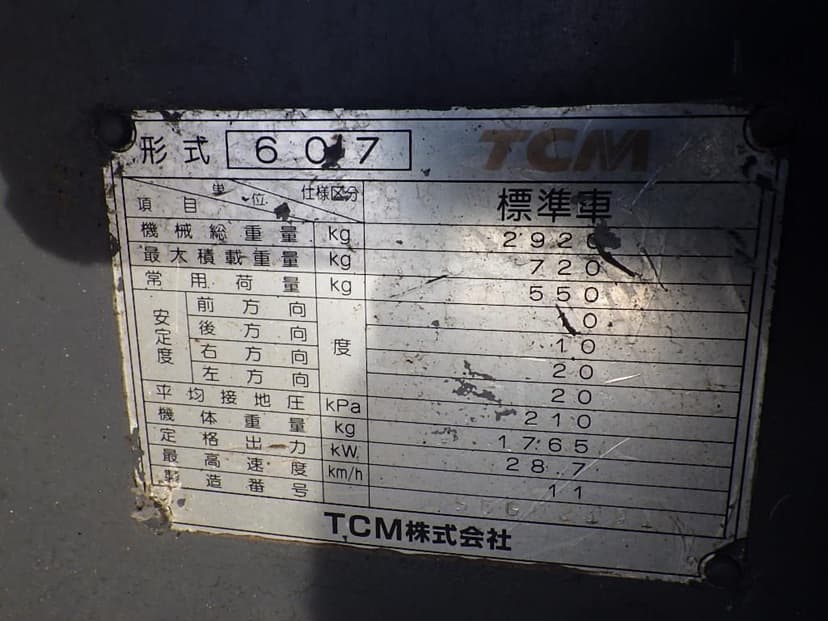 形式 607 TCM
単位 仕様区分
項目 標準車
機械総重量 kg 2920
最大積載重量 kg 720
常用荷重 kg 550
安定度 前方向 度 0
後方向 10
右方向 20
左方向 20
平均接地圧 kPa 210
機体重量 kg 1765
定格出力 kW 28.7
最高速度 km/h 11
製造番号
TCM株式会社